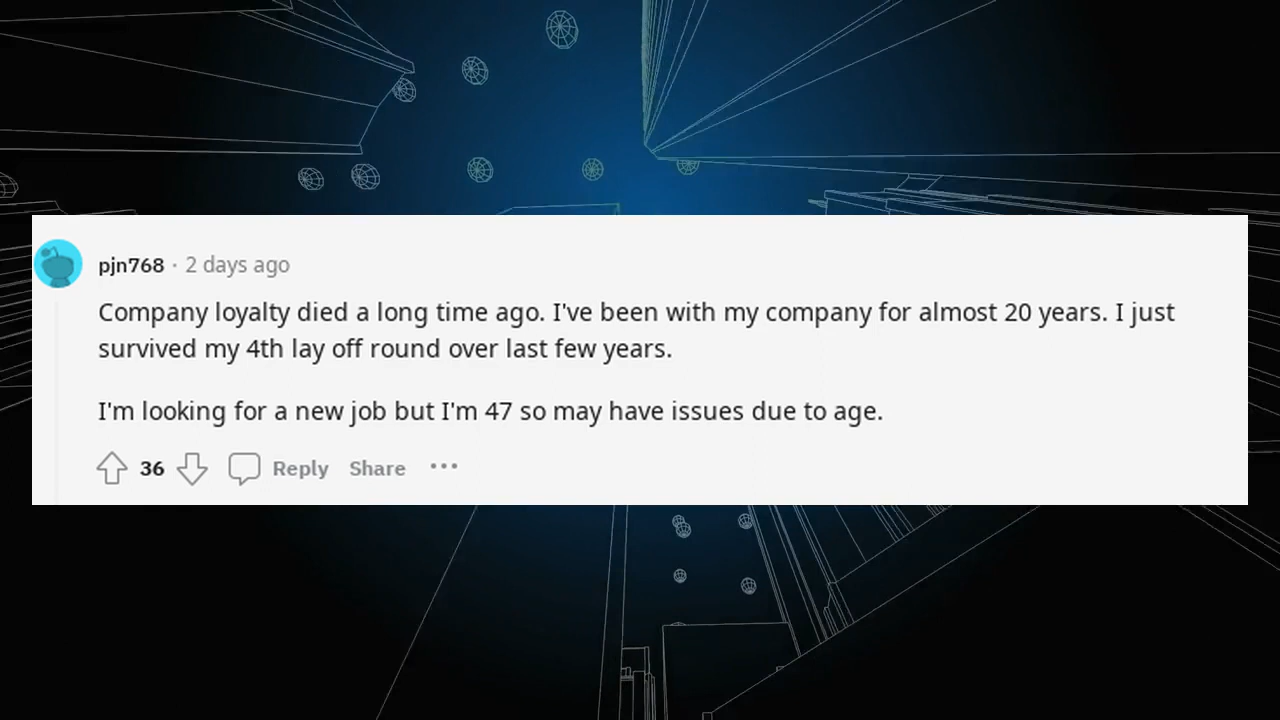 pjn768 · 2 days ago
Company loyalty died a long time ago. I've been with my company for almost 20 years. I just
survived my 4th lay off round over last few years.
I'm looking for a new job but I'm 47 so may have issues due to age.
36 Reply Share •••